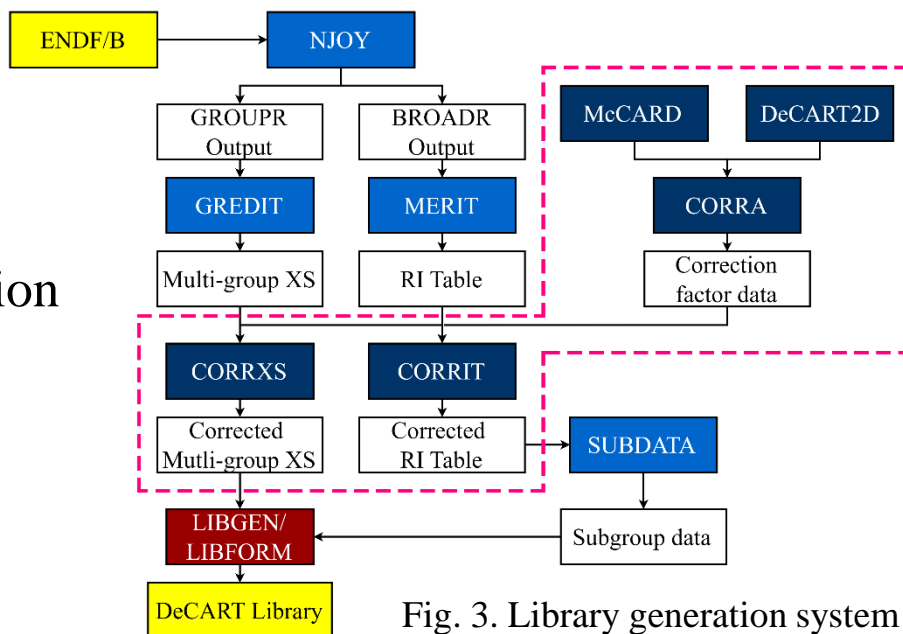 ENDF/B
NJOY
GROUPR
Output
BROADR
Output
McCARD
DeCART2D
GREDIT
MERIT
CORRA
Multi-group XS
RI Table
Correction
factor data
ion
CORRXS
CORRIT
Corrected
Mutli-group XS
Corrected
RI Table
SUBDATA
LIBGEN/
LIBFORM
Subgroup data
DeCART Library
Fig. 3. Library generation system